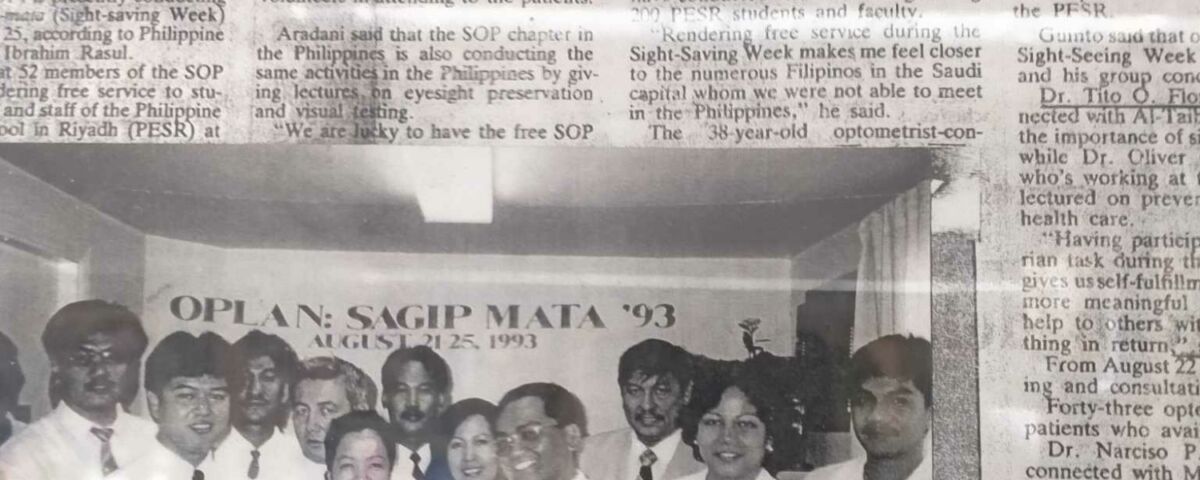 -mata (Sight-saving Week)
25, according to Philippine
Ibrahim Rasul.
at 52 members of the SOP
dering free service to stu-
and staff of the Philippine
ool in Riyadh (PESR) at
Aradani said that the SOP chapter in
the Philippines is also conducting the
same activities in the Philippines by giv-
ing lectures on eyesight preservation
and visual testing.
"We are lucky to have the free SOP
200 PESR students and faculty.
"Rendering free service during the
Sight-Saving Week makes me feel closer
to the numerous Filipinos in the Saudi
capital whom we were not able to meet
in the Philippines," he said.
The 38-year-old optometrist-con-
OPLAN: SAGIP MATA '93
AUGUST 21 25, 1993
the PFSR.
Guinto said that o
Sight-Seeing Week
and his group con
Dr. Tito O. Flo
nected with Al-Tai
the importance of s
while Dr. Oliver
who's working at t
lectured on preven
health care.
"Having particip
rian task during th
gives us self-fulfillm
more meaningful
help to others wi
thing in return,"
From August 22
ing and consultati
Forty-three opto
patients who avai
Dr. Narciso P.
connected with M